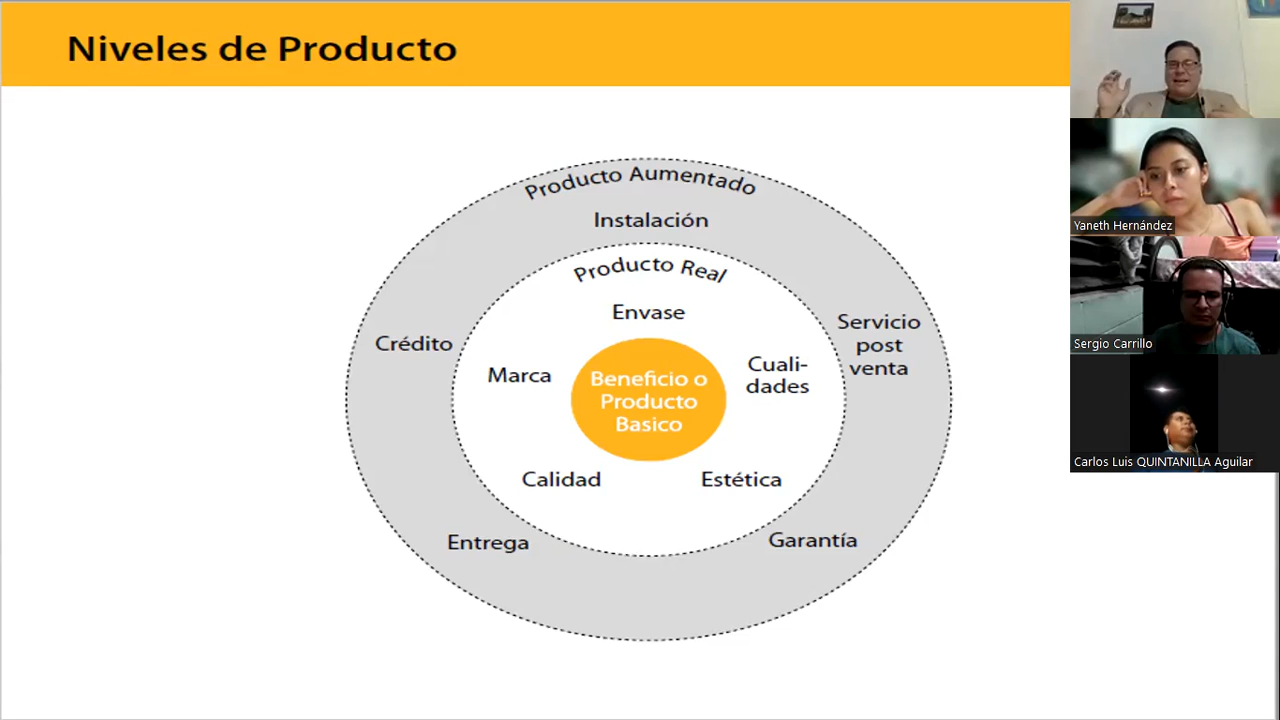 Niveles de Producto
Producto Aumentado
Instalación
Producto Real
Envase
Crédito
Servicio
post
venta
Marca
Cuali-
dades
Beneficio o
Producto
Basico
Calidad
Estética
Entrega
Garantía
Yaneth Hernández
Sergio Carrillo
Carlos Luis QUINTANILLA Aguilar